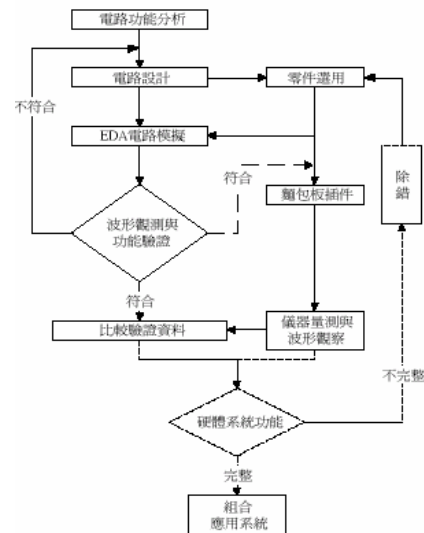 電路功能分析
不符合
電路設計
零件選用
EDA電路模擬
符合
除
錯
麵包板插件
波形觀測與
功能驗證
符合
比較驗證資料
儀器量測與
波形觀察
不完整
硬體系統功能
完整
組合
應用系統